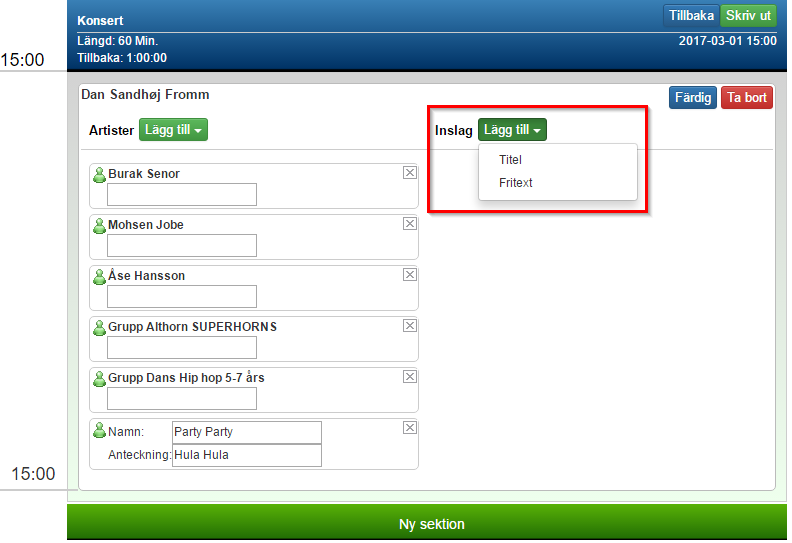 Konsert
Tillbaka Skriv ut
Längd: 60 Min.
2017-03-01 15:00
Tillbaka: 1:00:00
15:00
Dan Sandhøj Fromm
Färdig Ta bort
Artister Lägg till
Inslag Lägg till
Titel
Fritext
Burak Senor
Mohsen Jobe
Åse Hansson
Grupp Althorn SUPERHORNS
Grupp Dans Hip hop 5-7 års
Namn: Party Party
Anteckning: Hula Hula
15:00
Ny sektion